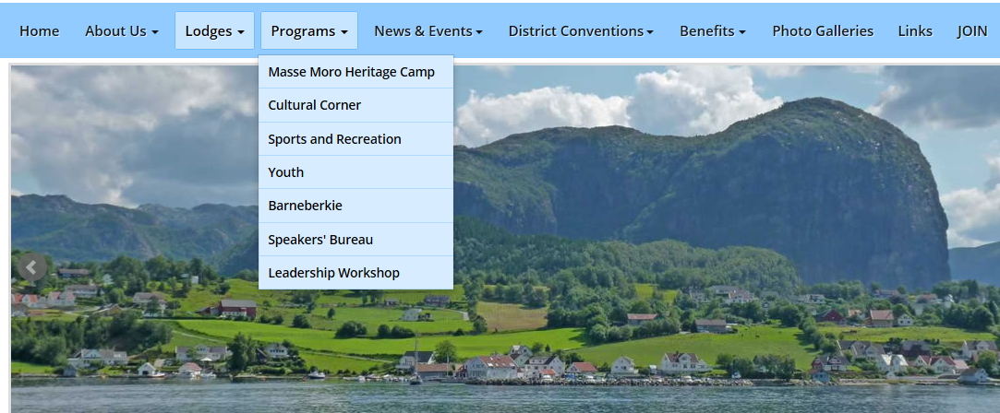 Home About Us Lodges Programs News & Events District Conventions Benefits Photo Galleries Links JOIN
Masse Moro Heritage Camp
Cultural Corner
Sports and Recreation
Youth
Barneberkie
Speakers' Bureau
Leadership Workshop